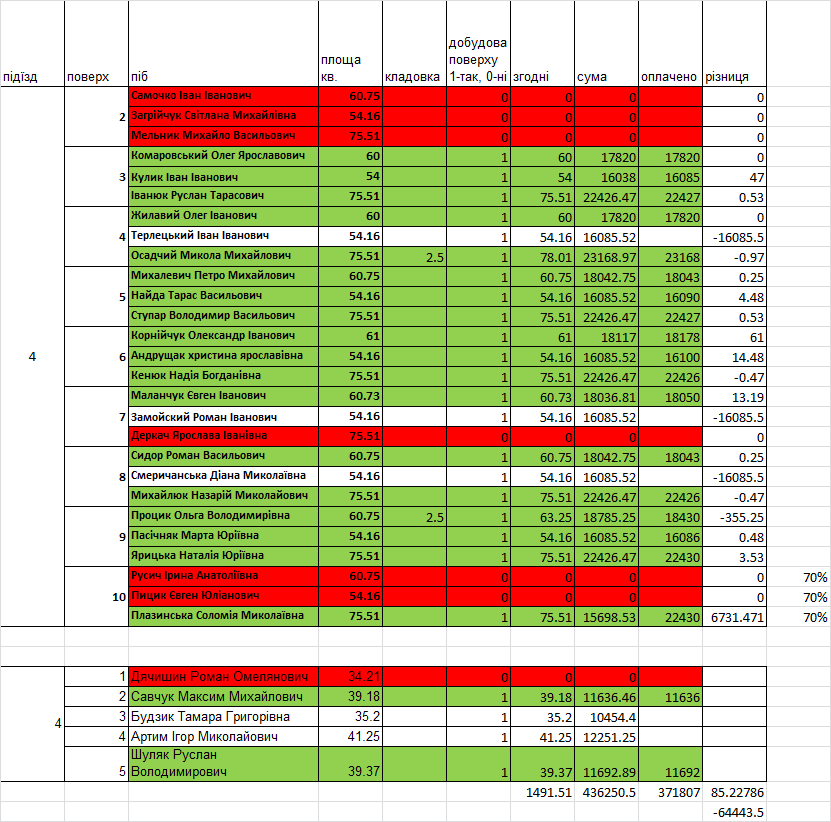 підїзд поверх піб площа кв. кладовка добудова поверху 1-так, 0-ні згодні сума оплачено різниця
4
2 Самочко Іван Іванович 60.75 0 0 0 0
Загрійчук Світлана Михайлівна 54.16 0 0 0 0
Мельник Михайло Васильович 75.51 0 0 0 0
3 Комаровський Олег Ярославович 60 1 60 17820 17820 0
Кулик Іван Іванович 54 1 54 16038 16085 47
Іванюк Руслан Тарасович 75.51 1 75.51 22426.47 22427 0.53
4 Жилавий Олег Іванович 60 1 60 17820 17820 0
Терлецький Іван Іванович 54.16 1 54.16 16085.52 -16085.5
Осадчий Микола Михайлович 75.51 2.5 1 78.01 23168.97 23168 -0.97
5 Михалевич Петро Михайлович 60.75 1 60.75 18042.75 18043 0.25
Найда Тарас Васильович 54.16 1 54.16 16085.52 16090 4.48
Ступар Володимир Васильович 75.51 1 75.51 22426.47 22427 0.53
6 Корнійчук Олександр Іванович 61 1 61 18117 18178 61
Андрущак христина ярославівна 54.16 1 54.16 16085.52 16100 14.48
Кенюк Надія Богданівна 75.51 1 75.51 22426.47 22426 -0.47
7 Маланчук Євген Іванович 60.73 1 60.73 18036.81 18050 13.19
Замойский Роман Іванович 54.16 1 54.16 16085.52 -16085.5
Деркач Ярослава Іванівна 75.51 0 0 0 0
8 Сидор Роман Васильович 60.75 1 60.75 18042.75 18043 0.25
Смеричанська Діана Миколаївна 54.16 1 54.16 16085.52 -16085.5
Михайлюк Назарій Миколайович 75.51 1 75.51 22426.47 22426 -0.47
9 Процик Ольга Володимирівна 60.75 2.5 1 63.25 18785.25 18430 -355.25
Пасічняк Марта Юріївна 54.16 1 54.16 16085.52 16086 0.48
Ярицька Наталія Юріївна 75.51 1 75.51 22426.47 22430 3.53
10 Русич Ірина Анатоліївна 60.75 0 0 0 0 70%
Пицик Євген Юліанович 54.16 0 0 0 0 70%
Плазинська Соломія Миколаївна 75.51 1 75.51 15698.53 22430 6731.471 70%
4
1 Дячишин Роман Омелянович 34.21 0 0 0
2 Савчук Максим Михайлович 39.18 1 39.18 11636.46 11636
3 Будзик Тамара Григорівна 35.2 1 35.2 10454.4
4 Артим Ігор Миколайович 41.25 1 41.25 12251.25
5 Шуляк Руслан Володимирович 39.37 1 39.37 11692.89 11692
1491.51 436250.5 371807 85.22786
-64443.5